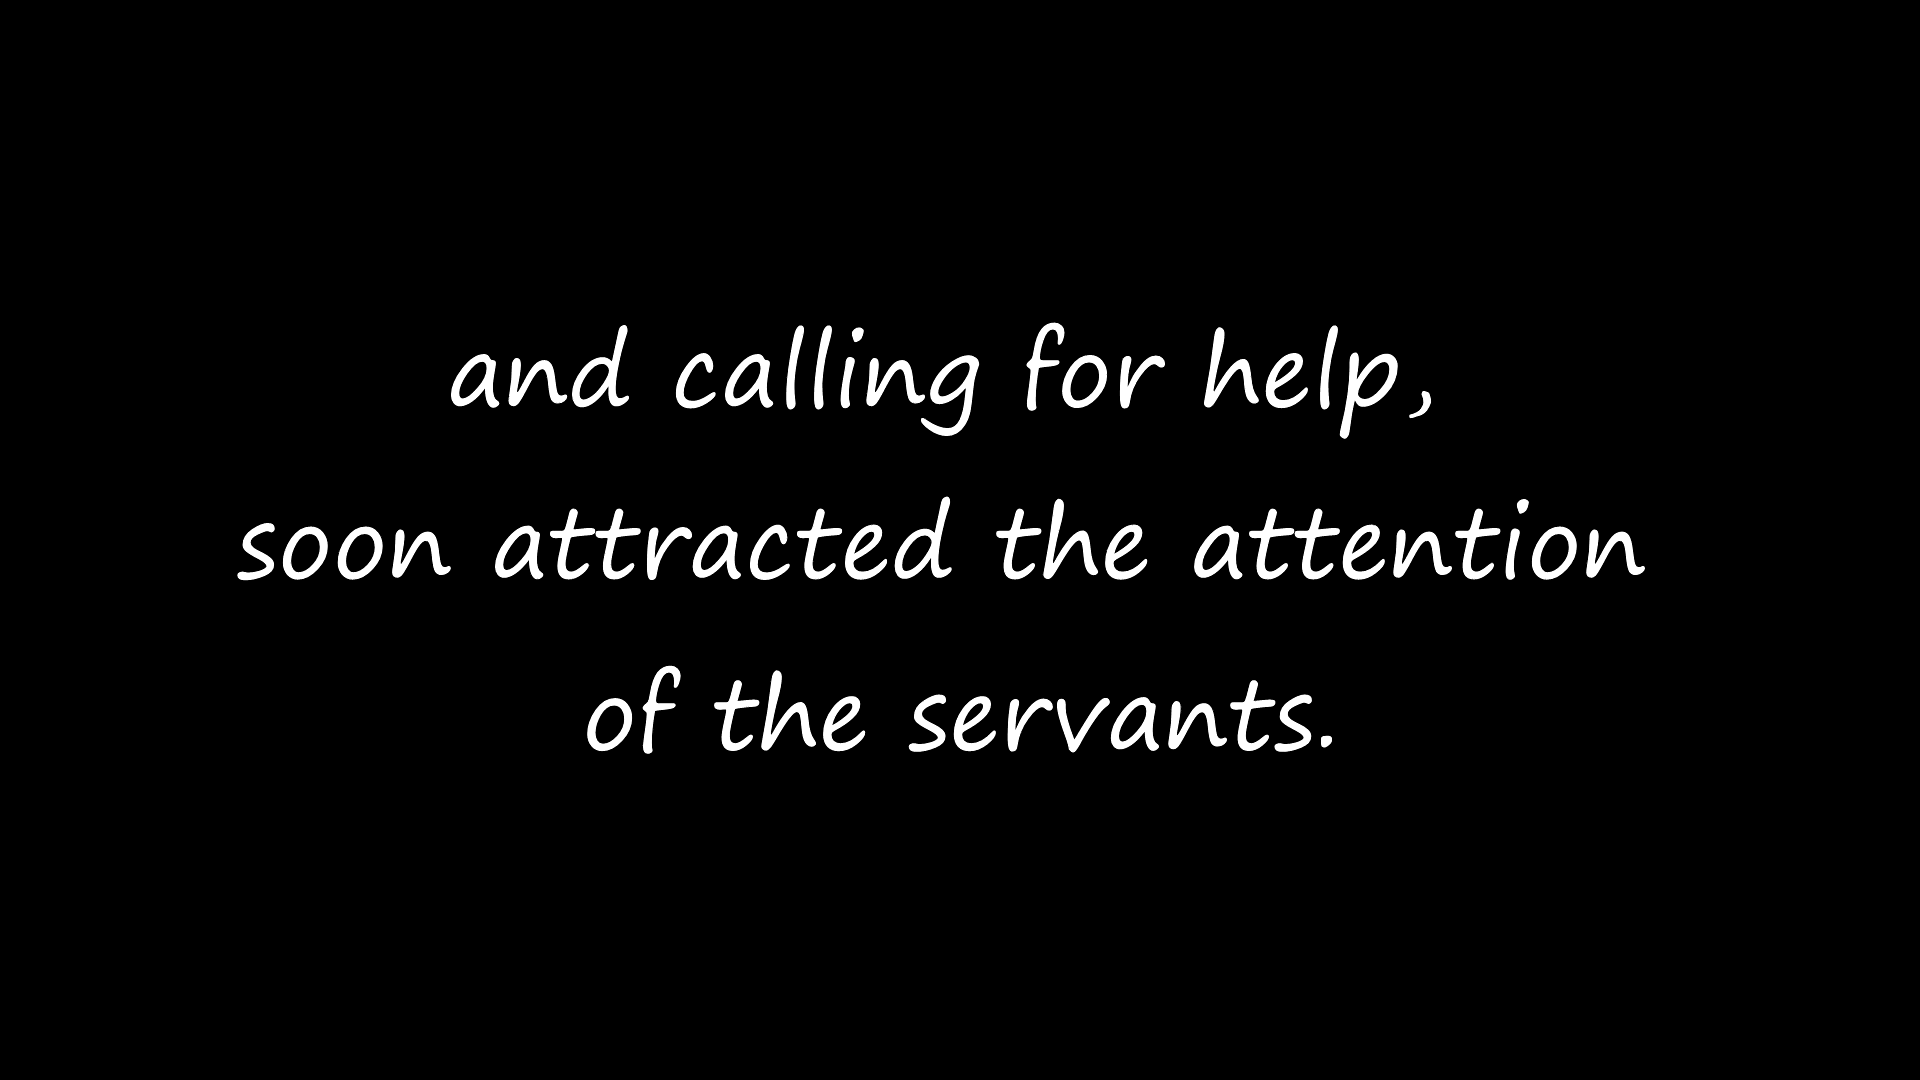 and calling for help,
soon attracted the attention
of the servants.